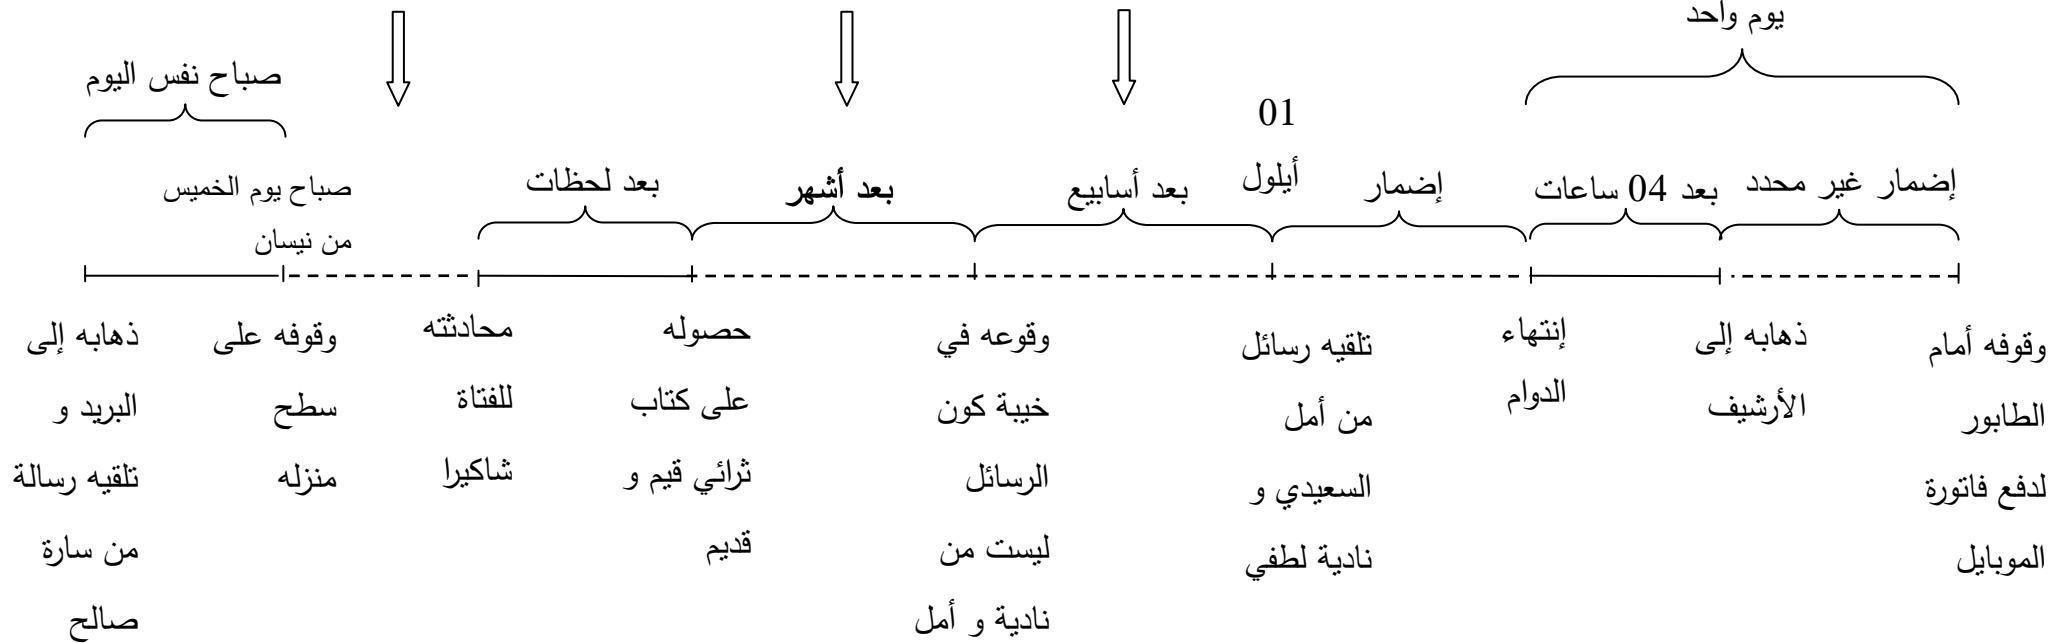 يوم واحد
صباح نفس اليوم
01
أيلول
إضمار غير محدد
بعد 04 ساعات
إضمار
بعد أسابيع
بعد أشهر
بعد لحظات
صباح يوم الخميس
من نيسان
وقوفه أمام
الطابور
لدفع فاتورة
الموبايل
ذهابه إلى
الأرشيف
إنتهاء
الدوام
تلقيه رسائل
من أمل
السعيدي و
نادية لطفي
وقوعه في
خيبة كون
الرسائل
ليست من
نادية و أمل
حصوله
على كتاب
ثرائي قيم و
قديم
محادثته
للفتاة
شاكيرا
وقوفه على
سطح
منزله
ذهابه إلى
البريد و
تلقيه رسالة
من سارة
صالح